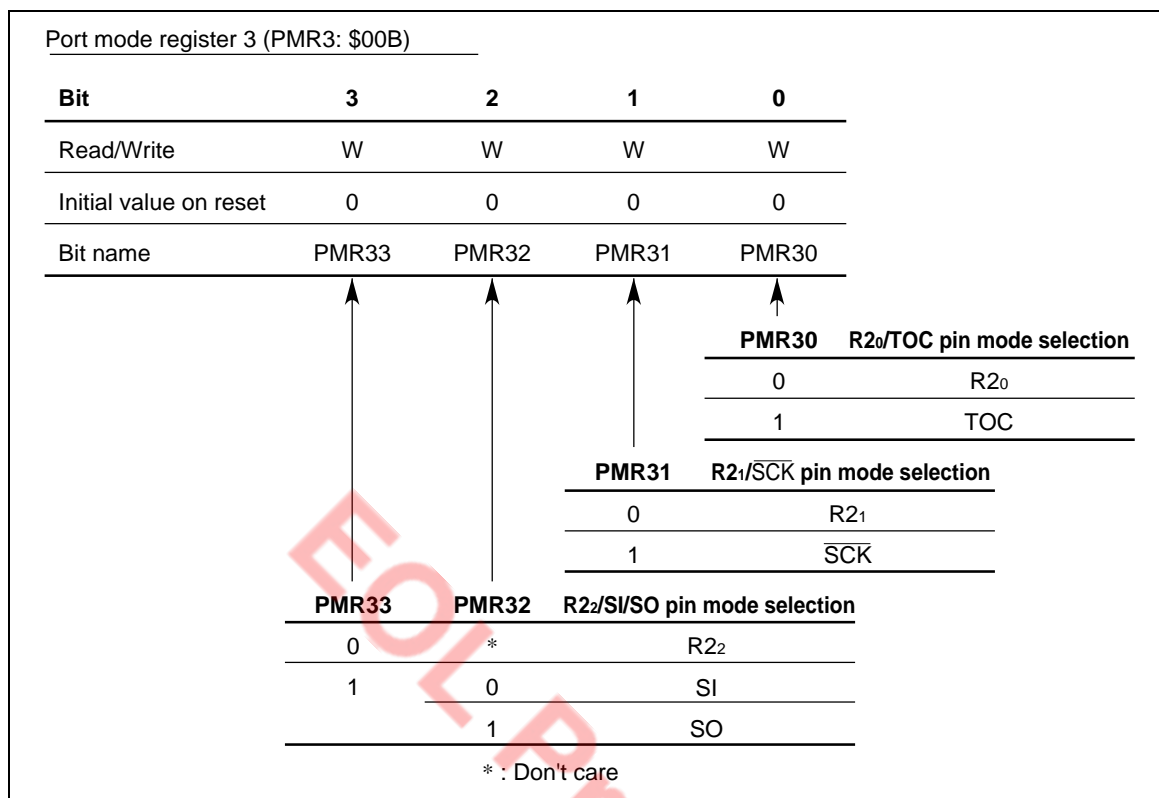 Port mode register 3 (PMR3: $00B)
Bit 3 2 1 0
Read/Write W W W W
Initial value on reset 0 0 0 0
Bit name PMR33 PMR32 PMR31 PMR30
PMR30 R2₀/TOC pin mode selection
0 R2₀
1 TOC
PMR31 R2₁/S̅C̅K̅ pin mode selection
0 R2₁
1 S̅C̅K̅
PMR33 PMR32 R2₂/SI/SO pin mode selection
0 * R2₂
1 0 SI
1 SO
* : Don't care
EOL